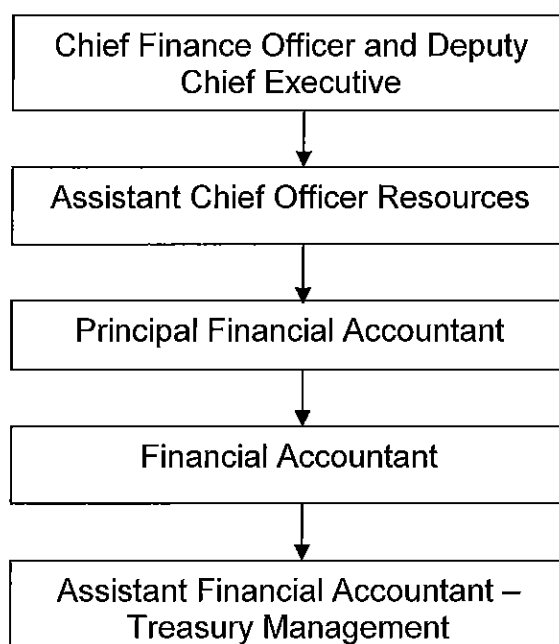 Chief Finance Officer and Deputy
Chief Executive
Assistant Chief Officer Resources
Principal Financial Accountant
Financial Accountant
Assistant Financial Accountant –
Treasury Management